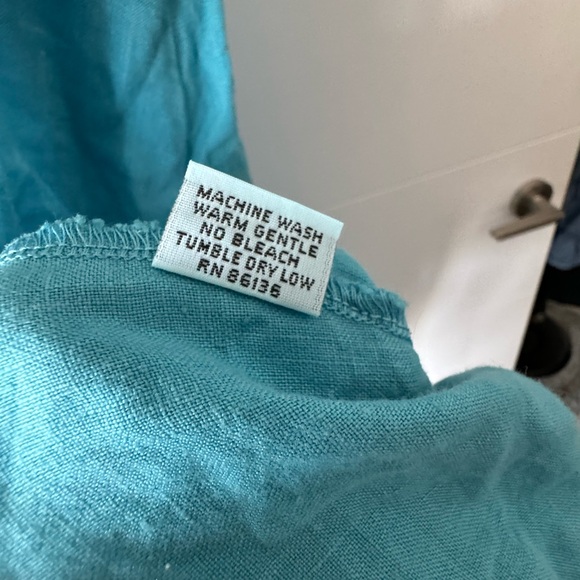 MACHINE WASH
WARM GENTLE
NO BLEACH
TUMBLE DRY LOW
RN 86136